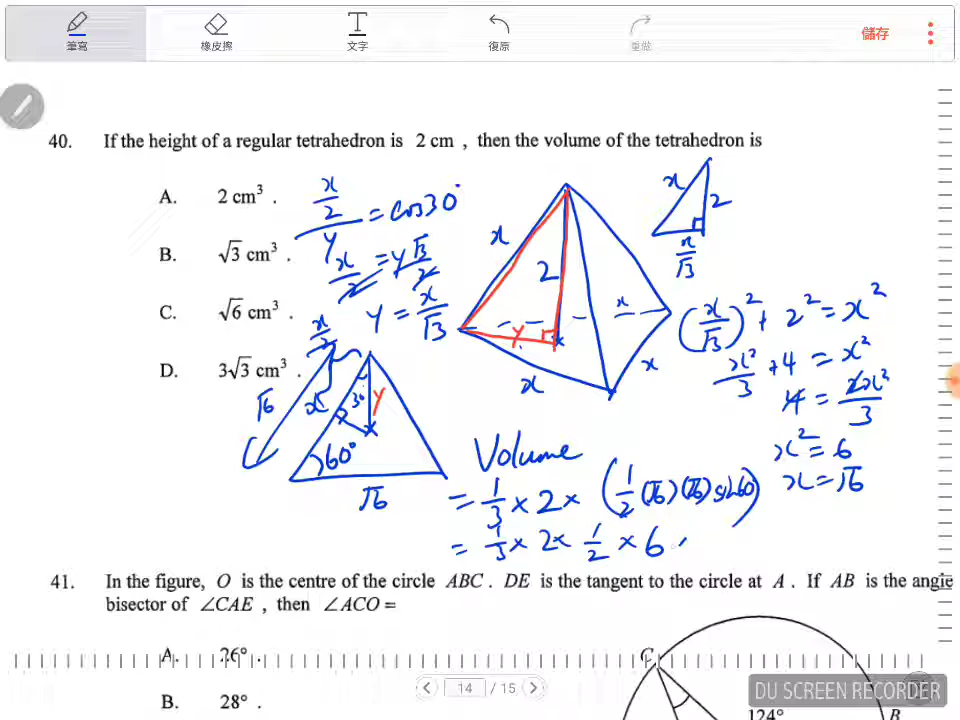 筆寫 橡皮擦 文字 復原 重做 儲存
40. If the height of a regular tetrahedron is 2 cm , then the volume of the tetrahedron is
A. 2 cm³ .
B. √3 cm³ .
C. √6 cm³ .
D. 3√3 cm³ .
(x/2)/y = cos30°
x/2 = y √3/2
y = x/√3
x
2
x
x
x
y
x
2
x/√3
(x/√3)² + 2² = x²
x²/3 + 4 = x²
4 = 2x²/3
x² = 6
x = √6
x/2
√6
30
y
60°
√6
Volume
= 1/3 × 2 × (1/2 (√6)(√6) sin60)
= 1/3 × 2 × 1/2 × 6
41. In the figure, O is the centre of the circle ABC . DE is the tangent to the circle at A . If AB is the angle
bisector of ∠CAE , then ∠ACO =
A. 26° .
C
B. 28° .
124°
B
14 / 15
DU SCREEN RECORDER